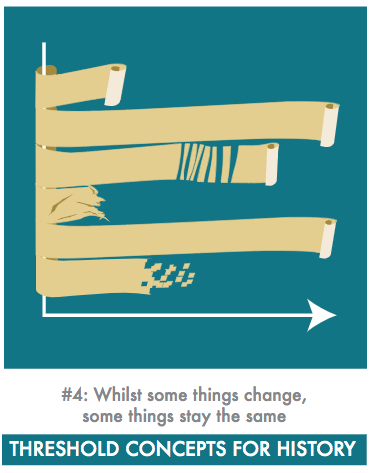 #4: Whilst some things change,
some things stay the same
THRESHOLD CONCEPTS FOR HISTORY